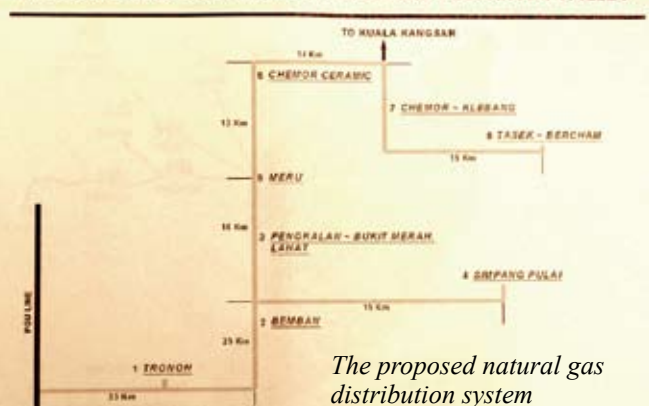 TO KUALA KANGSAR
14 Km
6 CHEMOR CERAMIC
7 CHEMOR - KLEBANG
13 Km
8 TASEK - BERCHAM
15 Km
5 MERU
16 Km
3 PENGKALAN - BUKIT MERAH
LAHAT
4 SIMPANG PULAI
15 Km
PGU LINE
2 BEMBAN
25 Km
1 TRONOH
33 Km
The proposed natural gas
distribution system